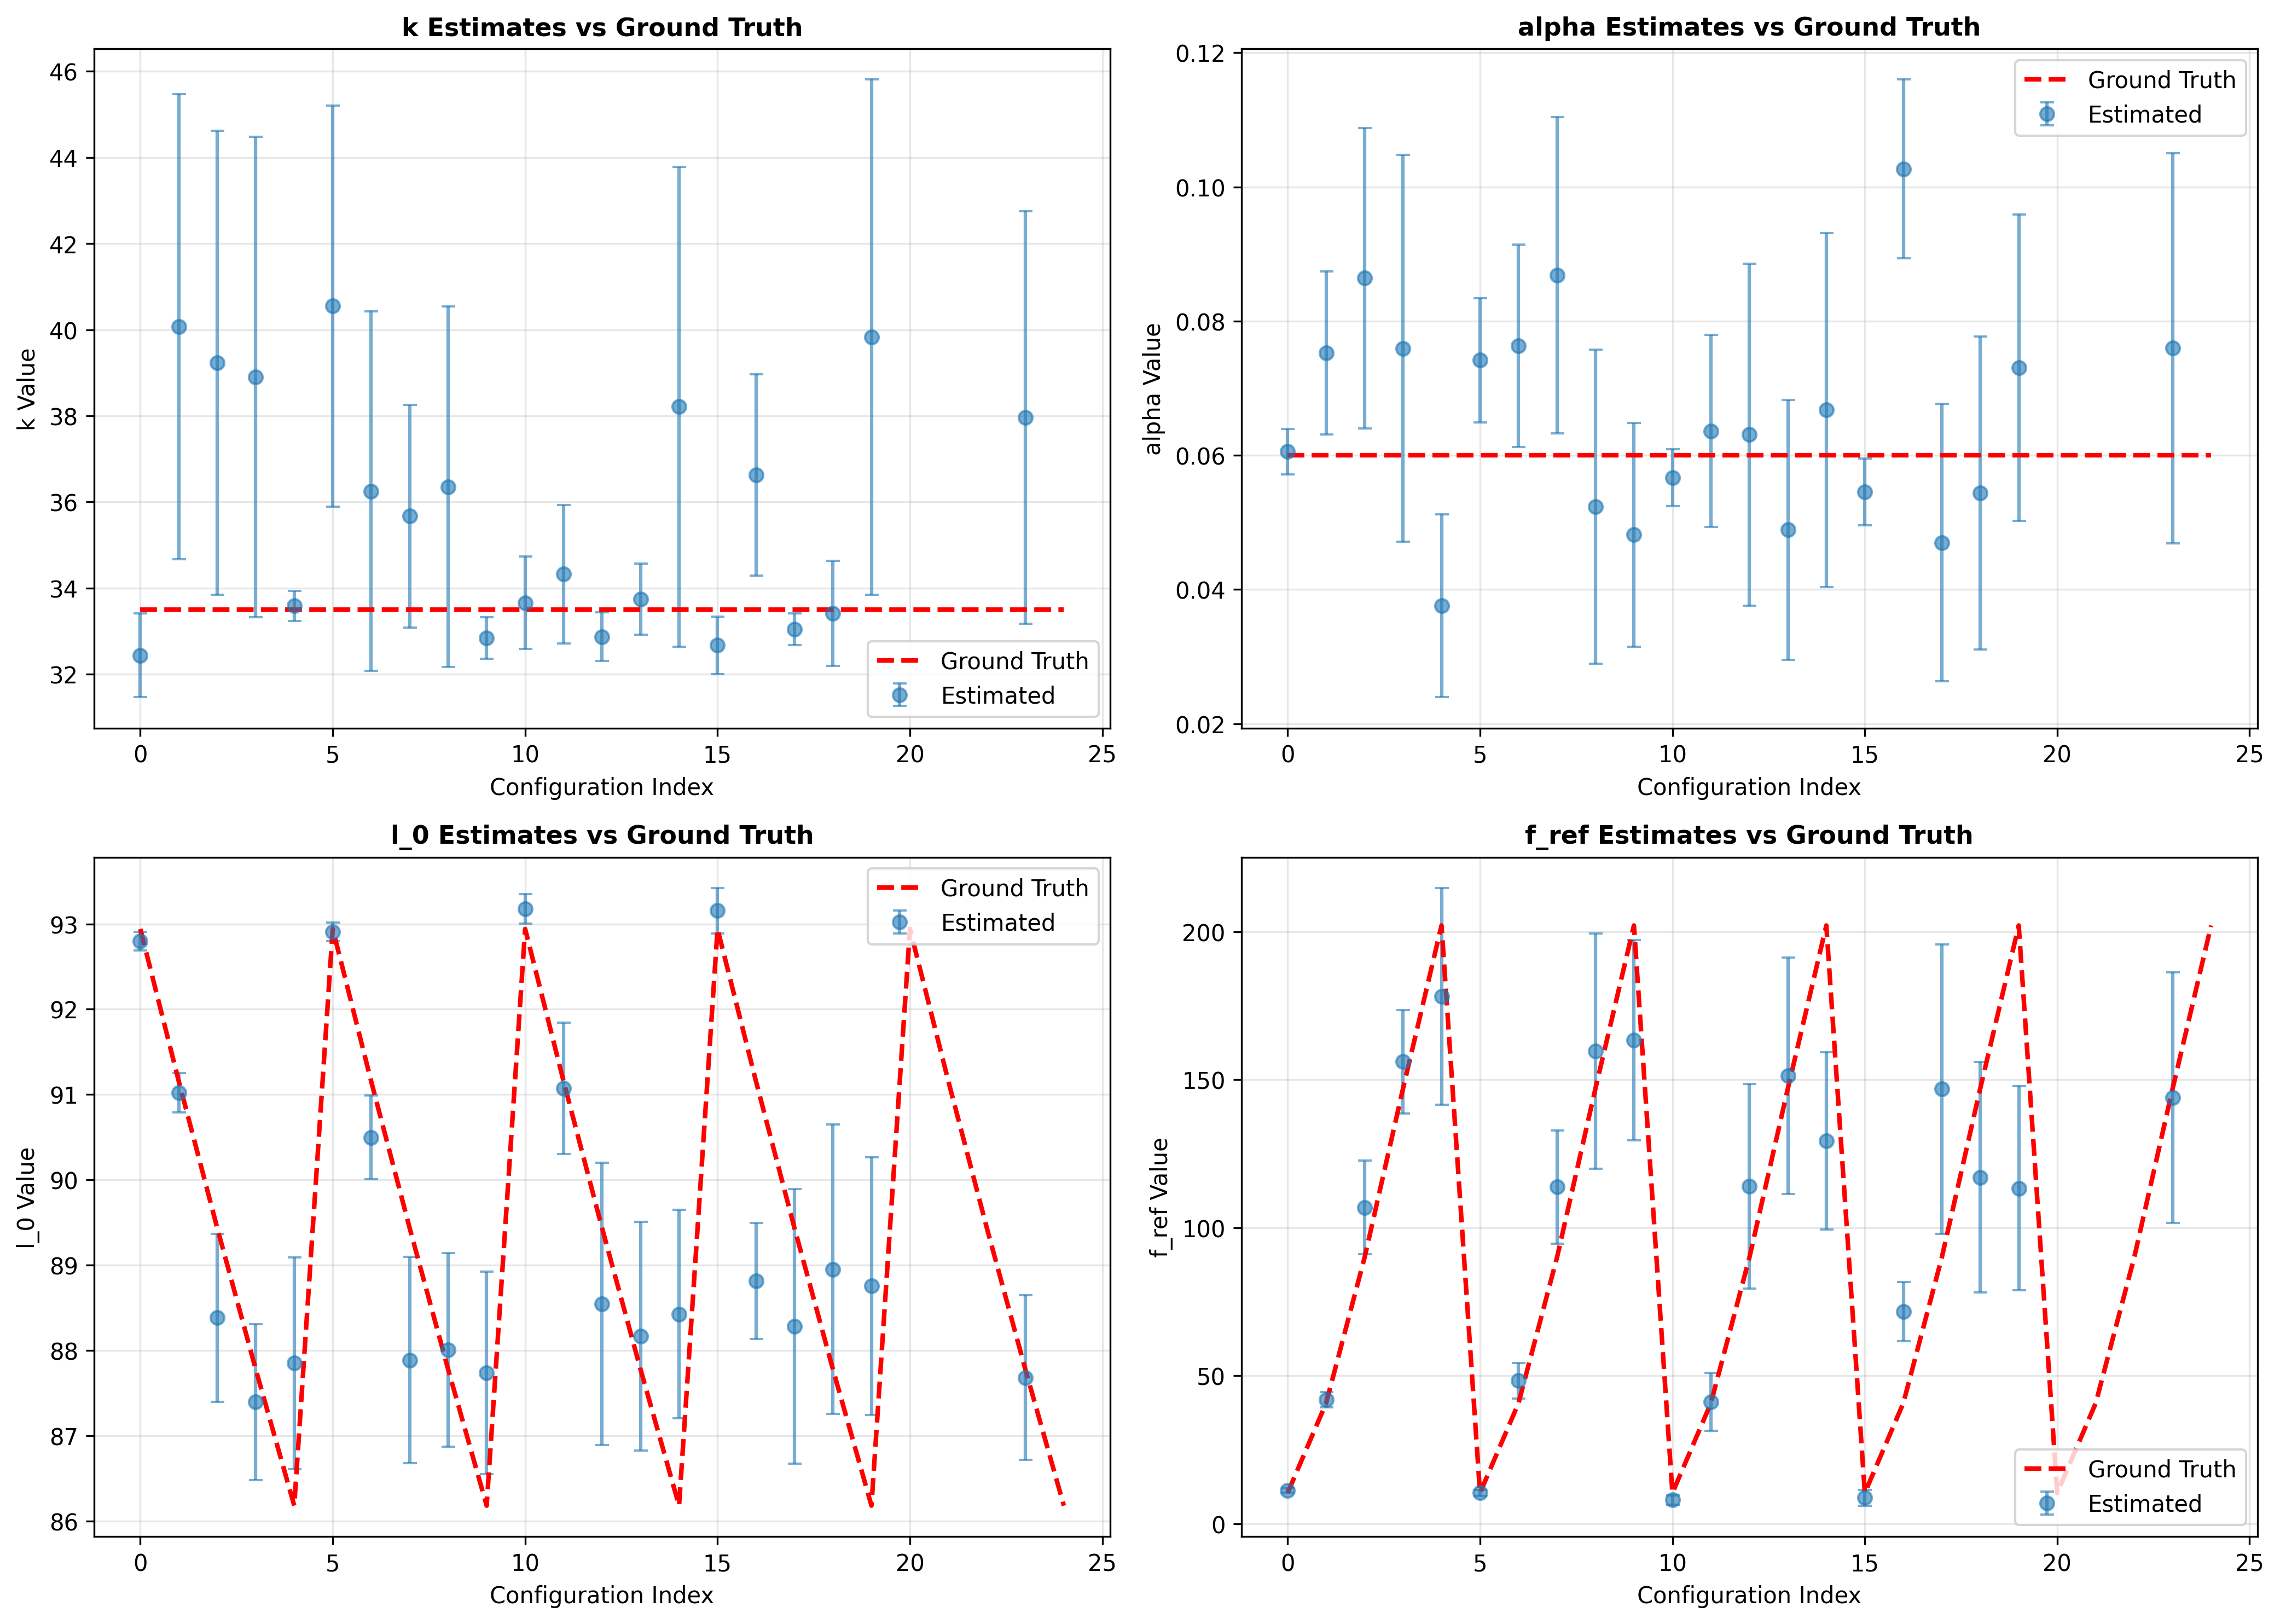 k Estimates vs Ground Truth
46
44
42
40
38
36
34
32
k Value
0
5
10
15
20
25
Configuration Index
Ground Truth
Estimated
alpha Estimates vs Ground Truth
0.12
0.10
0.08
0.06
0.04
0.02
alpha Value
0
5
10
15
20
25
Configuration Index
Ground Truth
Estimated
l_0 Estimates vs Ground Truth
93
92
91
90
89
88
87
86
l_0 Value
0
5
10
15
20
25
Configuration Index
Ground Truth
Estimated
f_ref Estimates vs Ground Truth
200
150
100
50
0
f_ref Value
0
5
10
15
20
25
Configuration Index
Ground Truth
Estimated